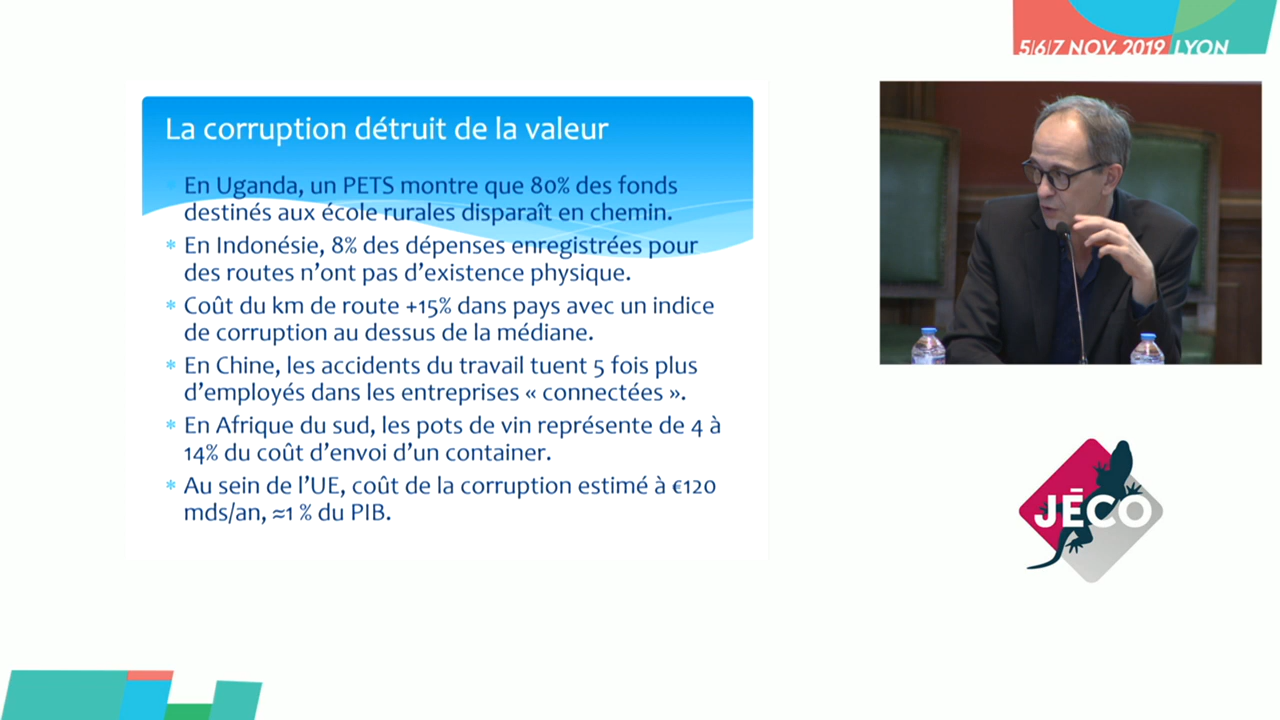 5|6|7 NOV. 2019 LYON
La corruption détruit de la valeur
* En Uganda, un PETS montre que 80% des fonds
destinés aux école rurales disparaît en chemin.
* En Indonésie, 8% des dépenses enregistrées pour
des routes n'ont pas d'existence physique.
* Coût du km de route +15% dans pays avec un indice
de corruption au dessus de la médiane.
* En Chine, les accidents du travail tuent 5 fois plus
d'employés dans les entreprises « connectées ».
* En Afrique du sud, les pots de vin représente de 4 à
14% du coût d'envoi d'un container.
* Au sein de l'UE, coût de la corruption estimé à €120
mds/an, ≈1 % du PIB.
JĒCO